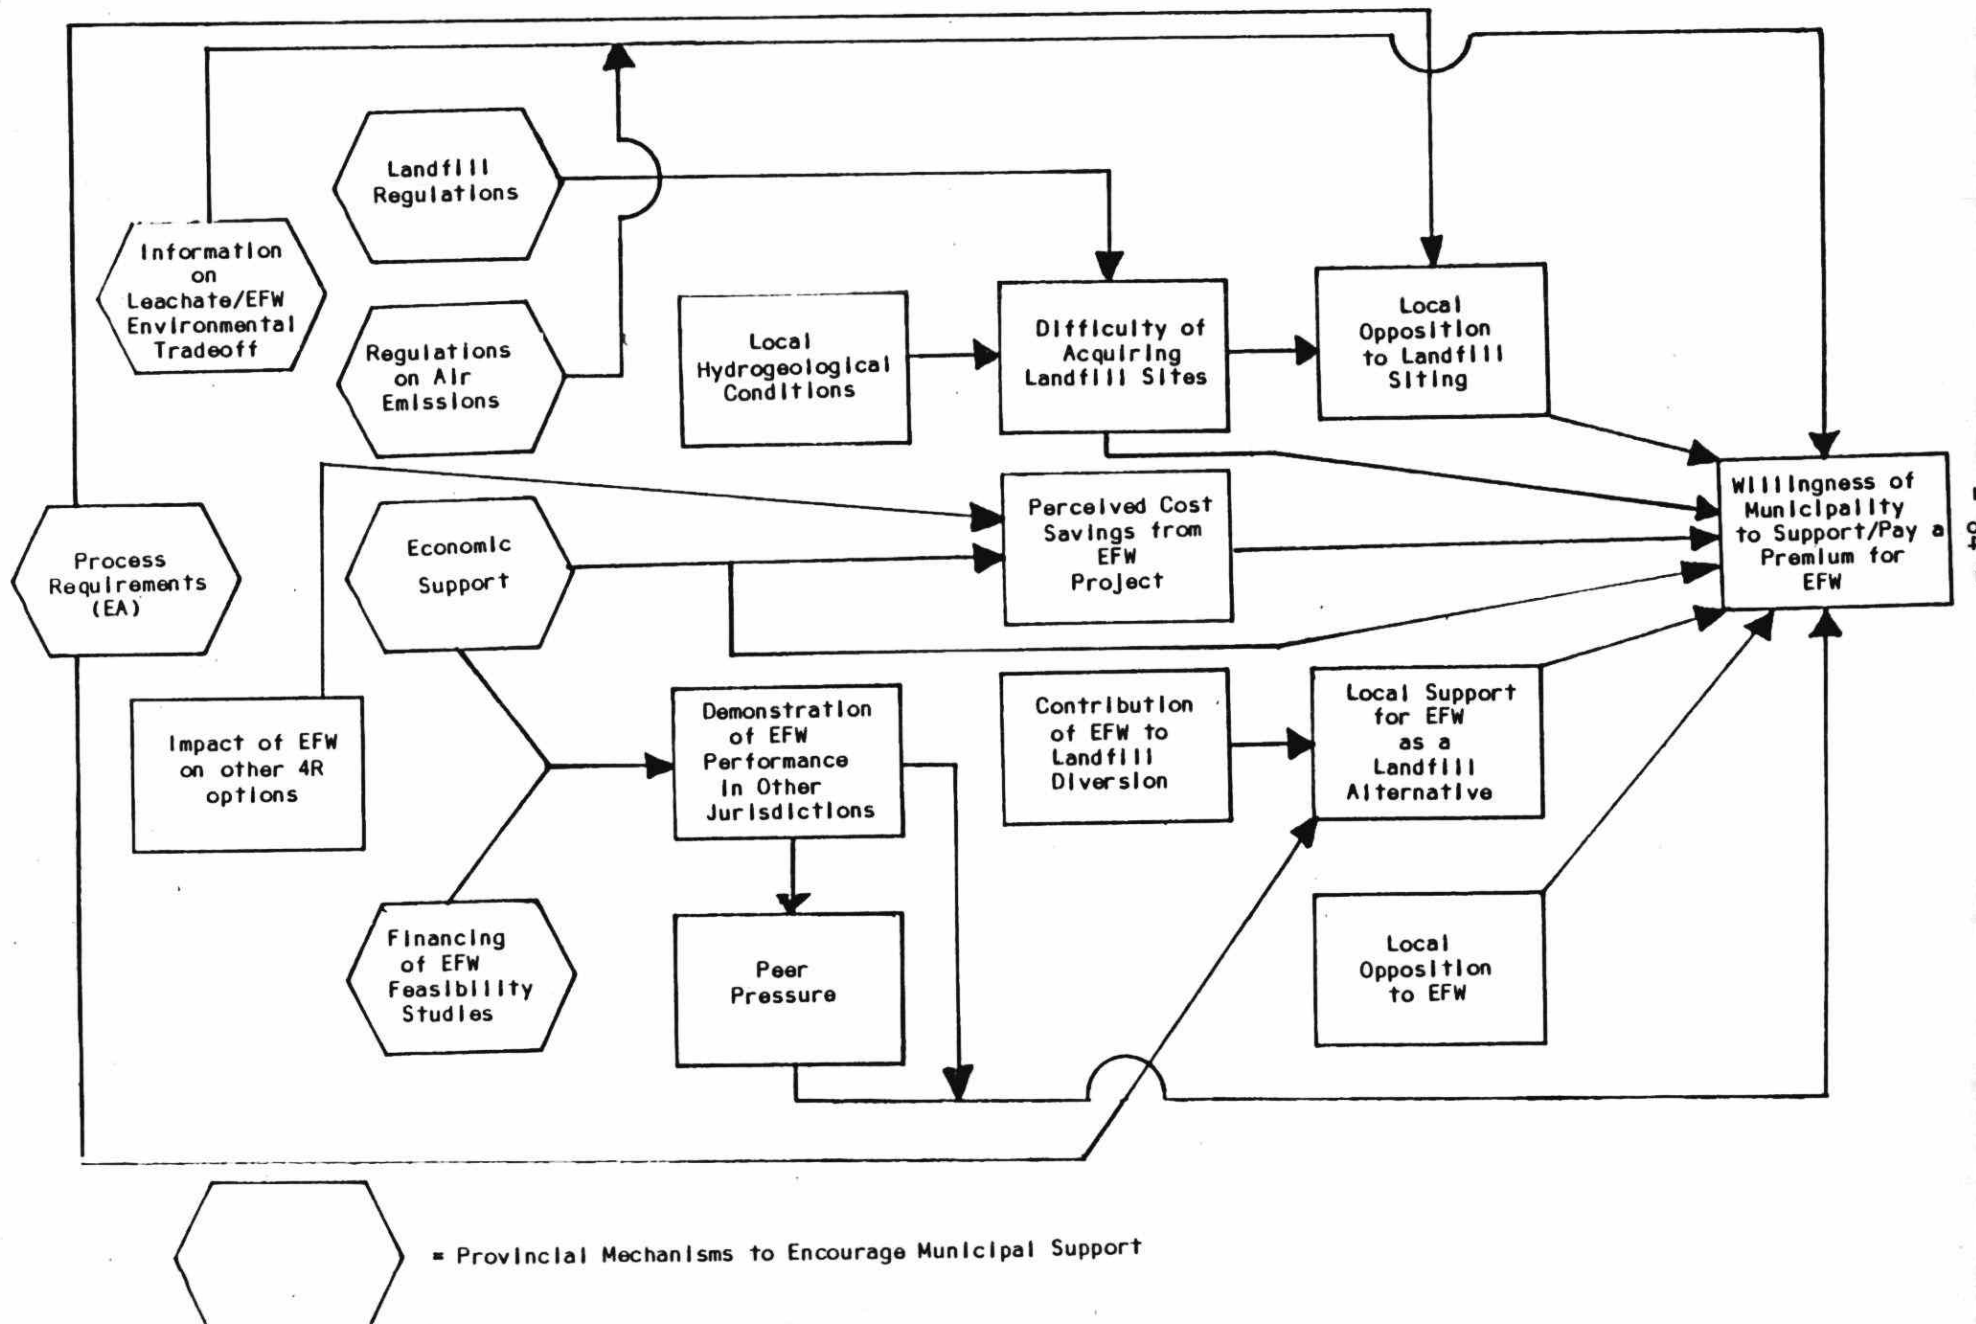 Landfill
Regulations
Information
on
Leachate/EFW
Environmental
Tradeoff
Regulations
on Air
Emissions
Local
Hydrogeological
Conditions
Difficulty of
Acquiring
Landfill Sites
Local
Opposition
to Landfill
Siting
Process
Requirements
(EA)
Economic
Support
Perceived Cost
Savings from
EFW
Project
Willingness of
Municipality
to Support/Pay a
Premium for
EFW
Impact of EFW
on other 4R
options
Demonstration
of EFW
Performance
in Other
Jurisdictions
Contribution
of EFW to
Landfill
Diversion
Local Support
for EFW
as a
Landfill
Alternative
Financing
of EFW
Feasibility
Studies
Peer
Pressure
Local
Opposition
to EFW
= Provincial Mechanisms to Encourage Municipal Support